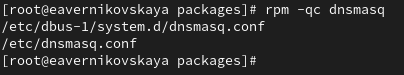 [root@eavernikovskaya packages]# rpm -qc dnsmasq
/etc/dbus-1/system.d/dnsmasq.conf
/etc/dnsmasq.conf
[root@eavernikovskaya packages]#